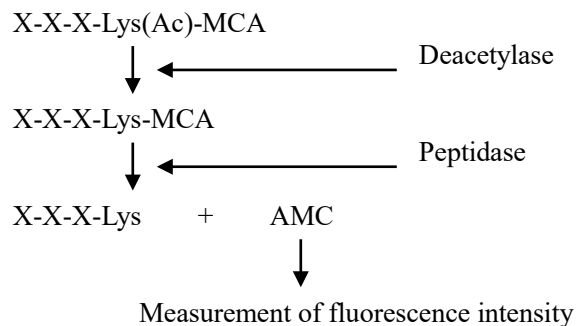 X-X-X-Lys(Ac)-MCA
Deacetylase
X-X-X-Lys-MCA
Peptidase
X-X-X-Lys + AMC
Measurement of fluorescence intensity